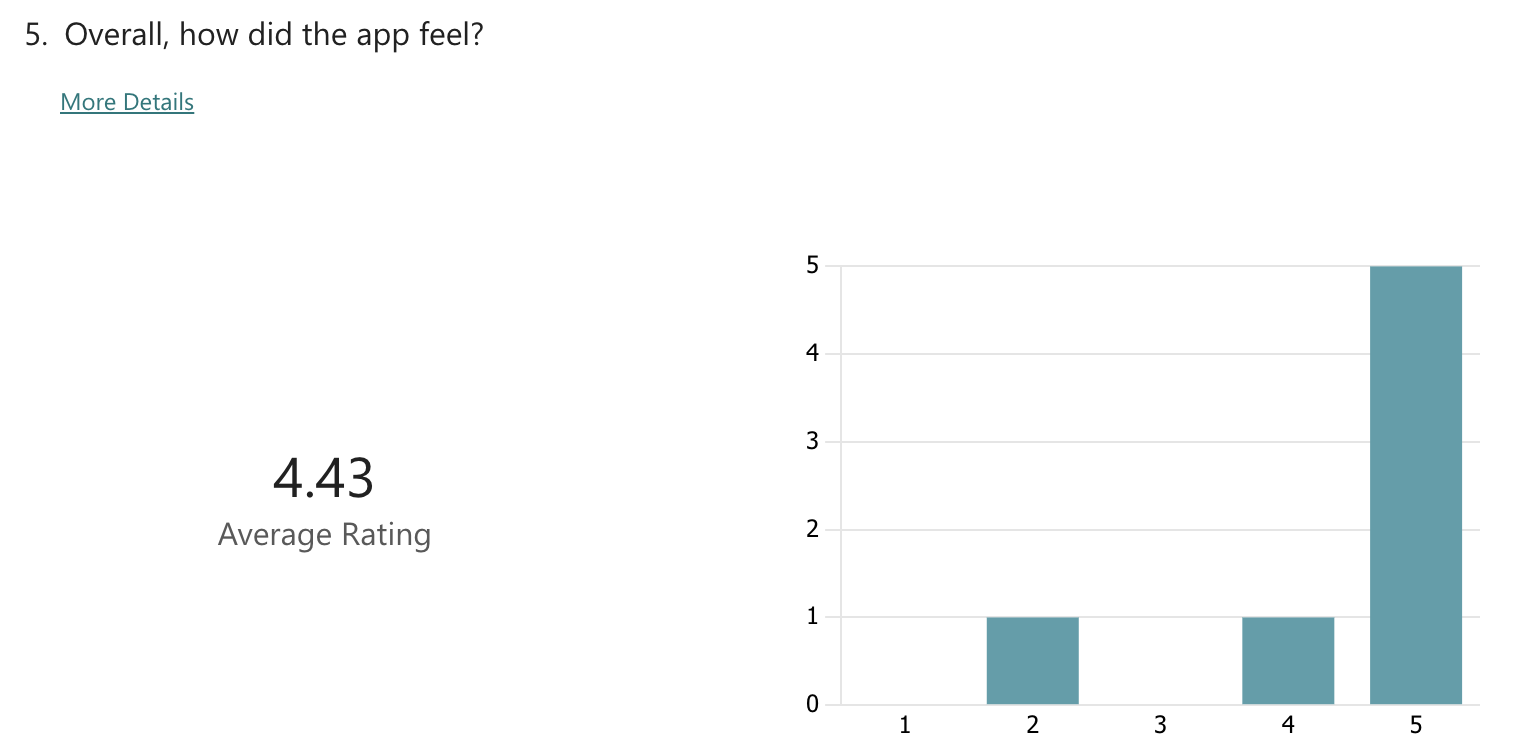 5. Overall, how did the app feel?
More Details
4.43
Average Rating
5
4
3
2
1
0
1 2 3 4 5